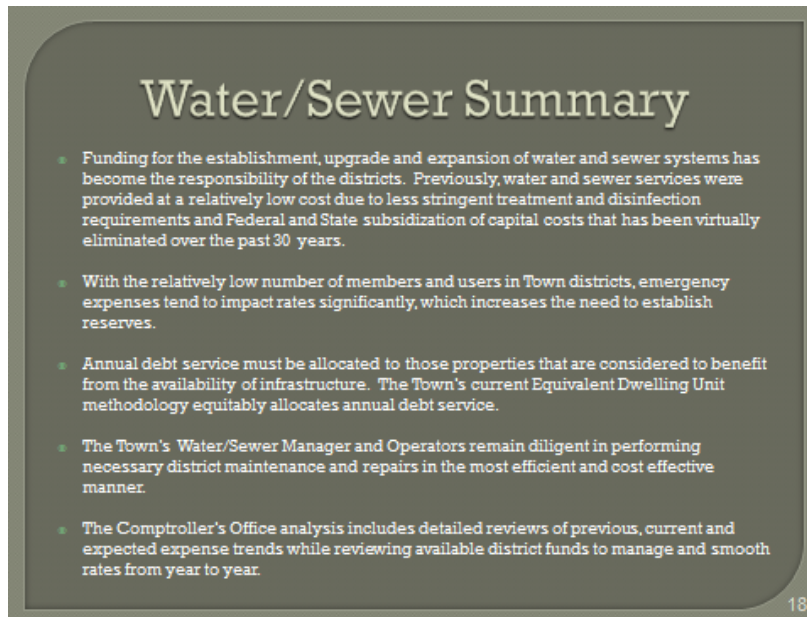 Water/Sewer Summary
Funding for the establishment, upgrade and expansion of water and sewer systems has
become the responsibility of the districts. Previously, water and sewer services were
provided at a relatively low cost due to less stringent treatment and disinfection
requirements and Federal and State subsidization of capital costs that has been virtually
eliminated over the past 30 years.
With the relatively low number of members and users in Town districts, emergency
expenses tend to impact rates significantly, which increases the need to establish
reserves.
Annual debt service must be allocated to those properties that are considered to benefit
from the availability of infrastructure. The Town's current Equivalent Dwelling Unit
methodology equitably allocates annual debt service.
The Town's Water/Sewer Manager and Operators remain diligent in performing
necessary district maintenance and repairs in the most efficient and cost effective
manner.
The Comptroller's Office analysis includes detailed reviews of previous, current and
expected expense trends while reviewing available district funds to manage and smooth
rates from year to year.
18